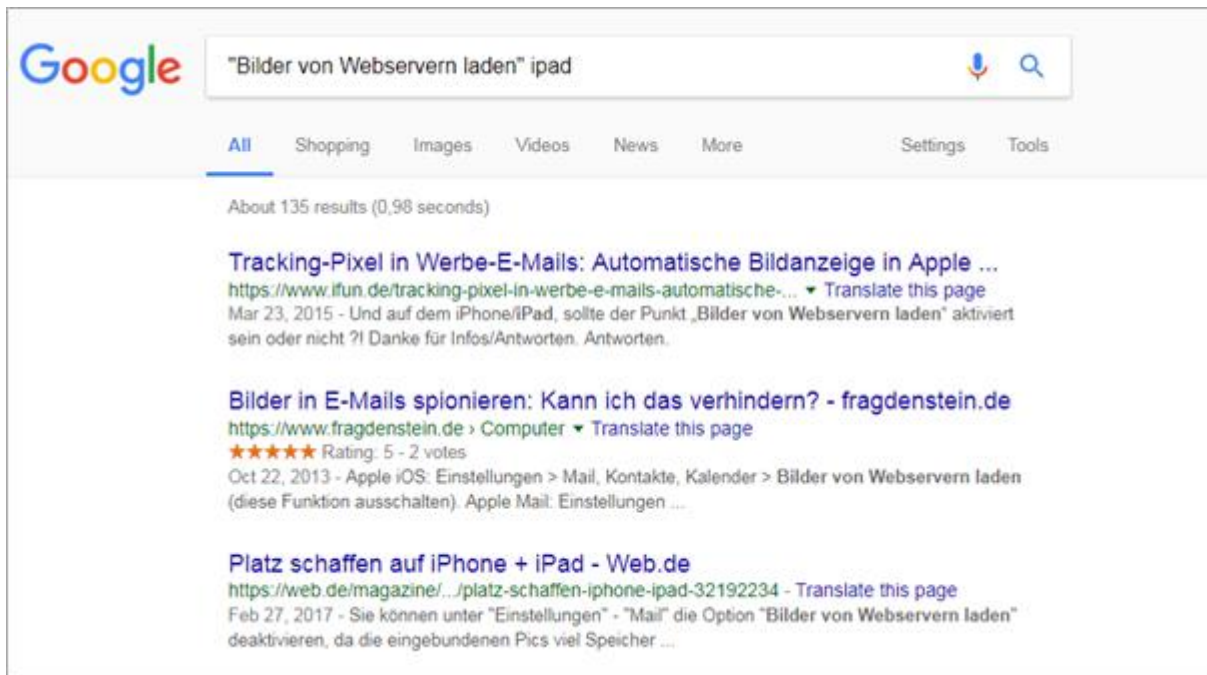 Google "Bilder von Webservern laden" ipad
All Shopping Images Videos News More Settings Tools
About 135 results (0,98 seconds)
Tracking-Pixel in Werbe-E-Mails: Automatische Bildanzeige in Apple ...
https://www.ifun.de/tracking-pixel-in-werbe-e-mails-automatische-... ▾ Translate this page
Mar 23, 2015 - Und auf dem iPhone/iPad, sollte der Punkt „Bilder von Webservern laden“ aktiviert
sein oder nicht ?! Danke für Infos/Antworten. Antworten.
Bilder in E-Mails spionieren: Kann ich das verhindern? - fragdenstein.de
https://www.fragdenstein.de › Computer ▾ Translate this page
★★★★★ Rating: 5 - 2 votes
Oct 22, 2013 - Apple iOS: Einstellungen > Mail, Kontakte, Kalender > Bilder von Webservern laden
(diese Funktion ausschalten). Apple Mail: Einstellungen ...
Platz schaffen auf iPhone + iPad - Web.de
https://web.de/magazine/.../platz-schaffen-iphone-ipad-32192234 - Translate this page
Feb 27, 2017 - Sie können unter "Einstellungen" - "Mail" die Option "Bilder von Webservern laden"
deaktivieren, da die eingebundenen Pics viel Speicher ...